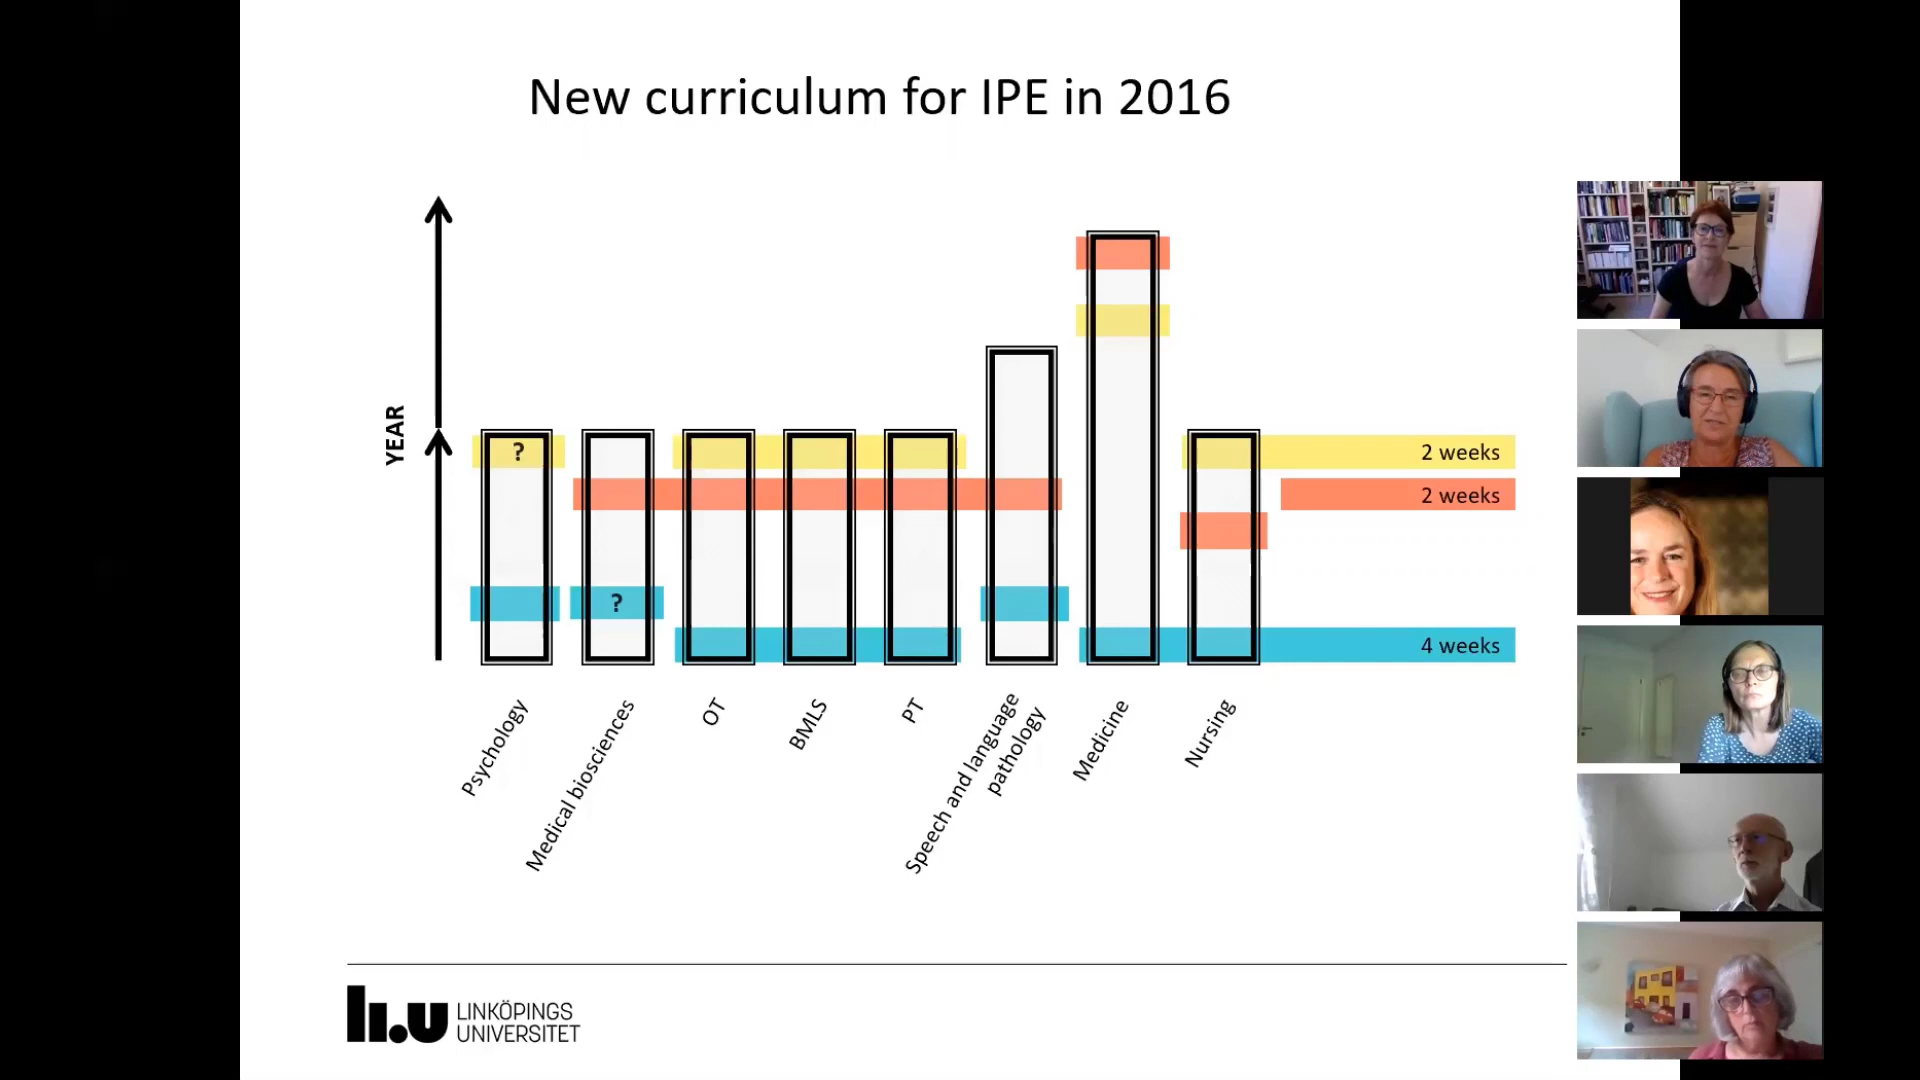 New curriculum for IPE in 2016
YEAR
?
2 weeks
2 weeks
?
4 weeks
Psychology
Medical biosciences
OT
BMLS
PT
Speech and language
pathology
Medicine
Nursing
li.u LINKÖPINGS
UNIVERSITET